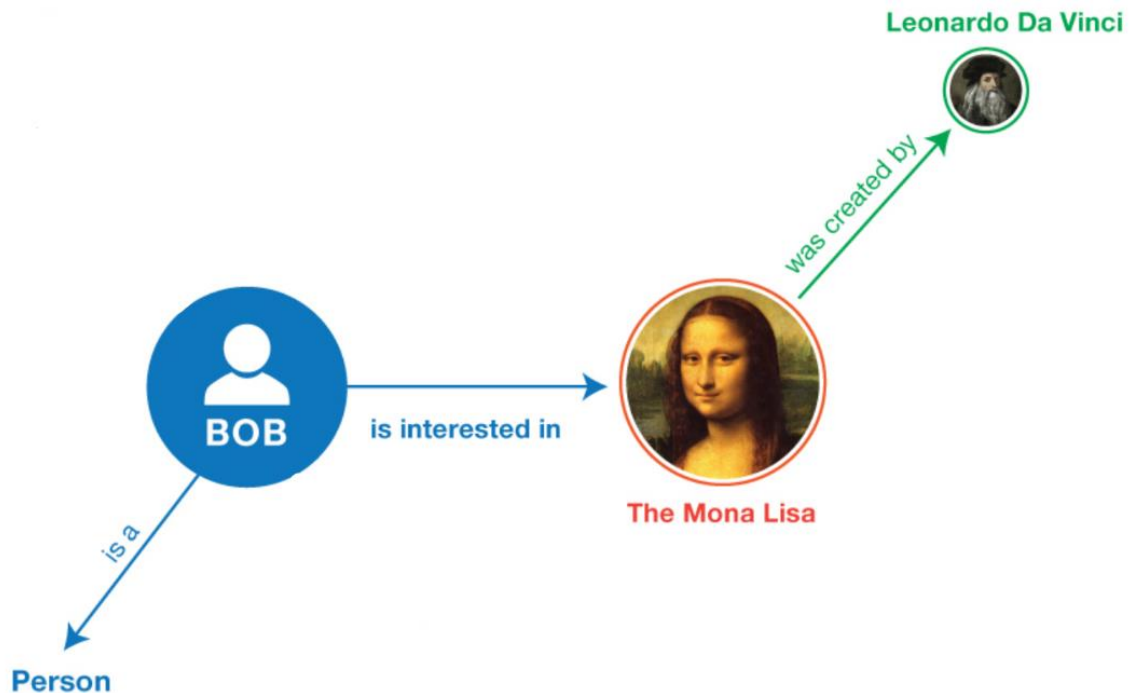 Leonardo Da Vinci
was created by
BOB
is interested in
The Mona Lisa
is a
Person